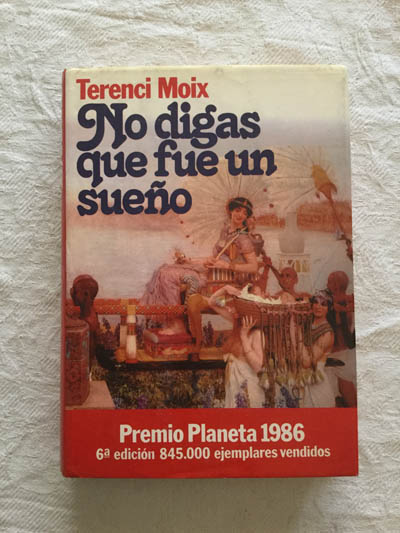 Terenci Moix
No digas
que fue un
sueño
Premio Planeta 1986
6ª edición 845.000 ejemplares vendidos